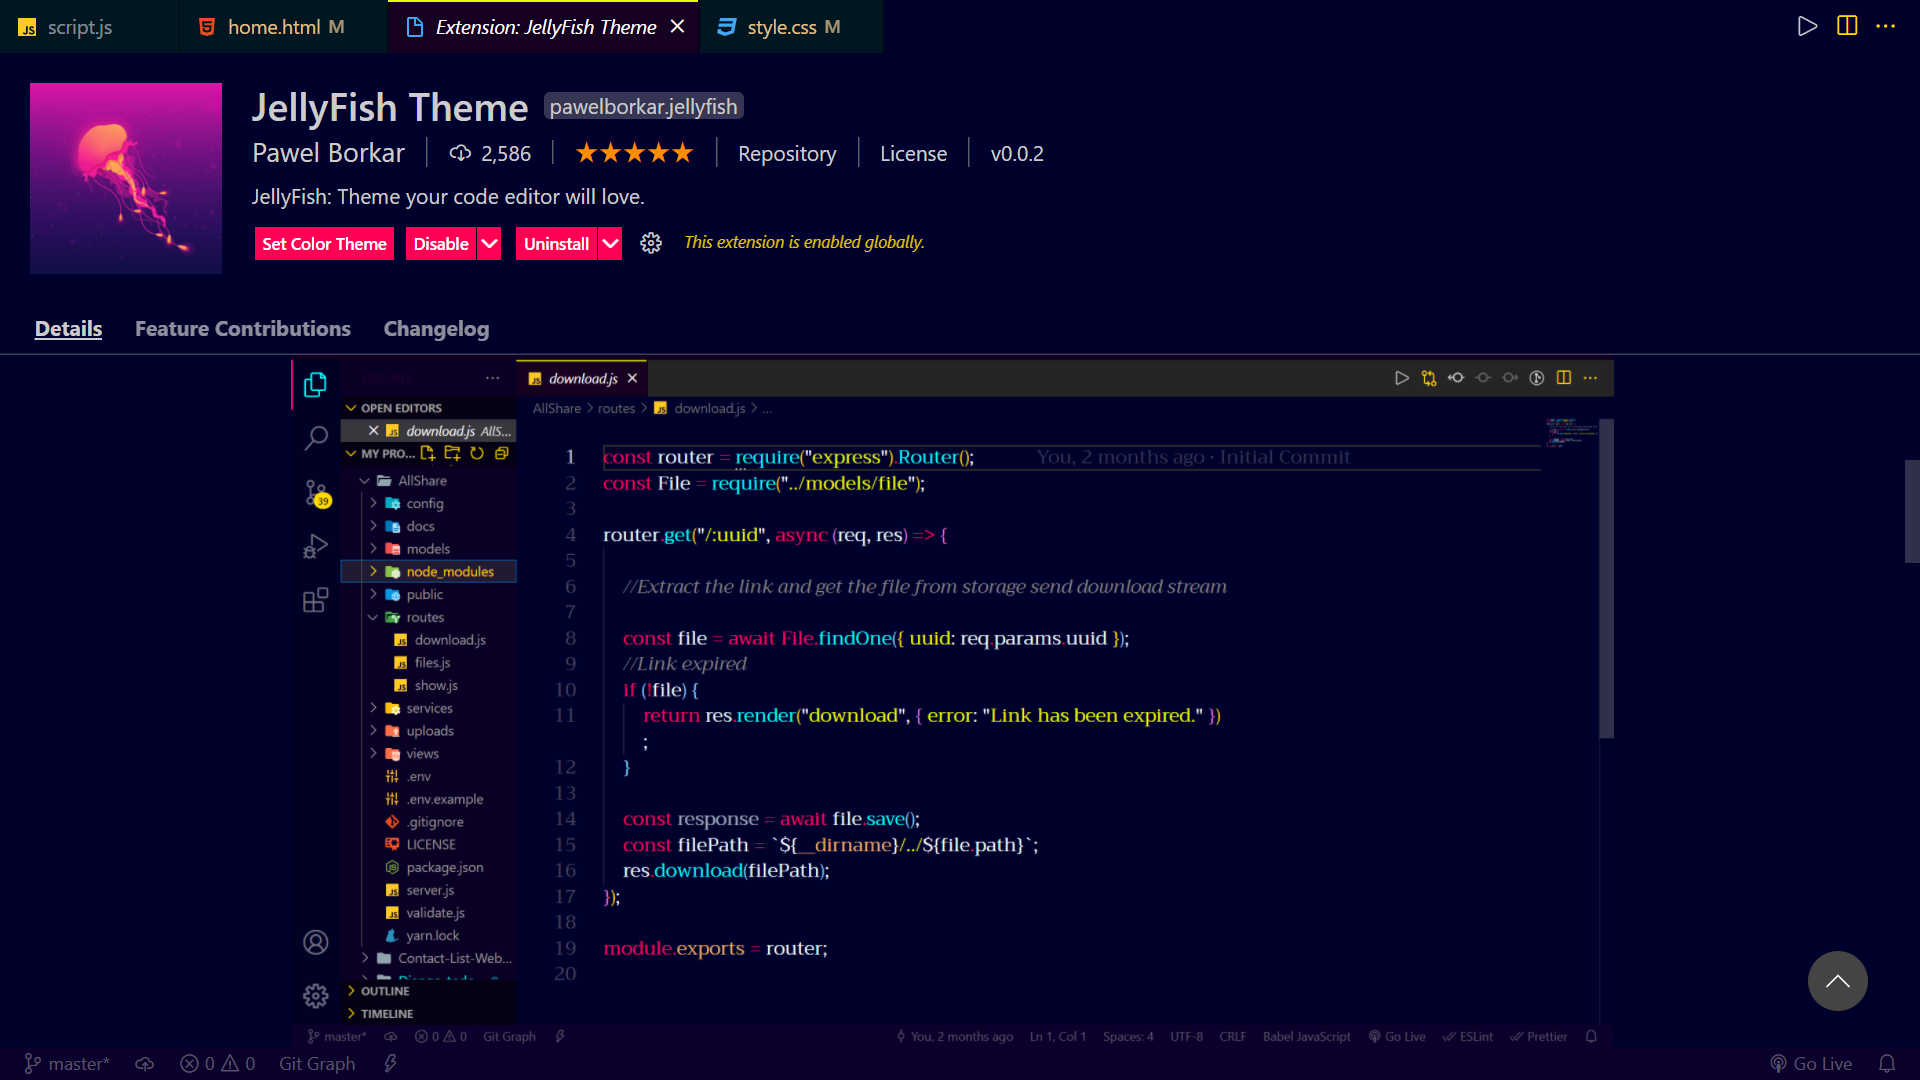 script.js
home.html M
Extension: JellyFish Theme
style.css M
JellyFish Theme pawelborkar.jellyfish
Pawel Borkar 2,586 Repository License v0.0.2
JellyFish: Theme your code editor will love.
Set Color Theme Disable Uninstall This extension is enabled globally.
Details Feature Contributions Changelog
download.js
OPEN EDITORS
AllShare > routes > download.js > ...
download.js AllS...
MY PRO...
AllShare
config
docs
models
node_modules
public
routes
download.js
files.js
show.js
services
uploads
views
.env
.env.example
.gitignore
LICENSE
package.json
server.js
validate.js
yarn.lock
Contact-List-Web...
OUTLINE
TIMELINE
39
1 const router = require("express").Router(); You, 2 months ago · Initial Commit
2 const File = require("../models/file");
3
4 router.get("/:uuid", async (req, res) => {
5
6 //Extract the link and get the file from storage send download stream
7
8 const file = await File.findOne({ uuid: req.params.uuid });
9 //Link expired
10 if (!file) {
11 return res.render("download", { error: "Link has been expired." })
;
12 }
13
14 const response = await file.save();
15 const filePath = `${__dirname}/../${file.path}`;
16 res.download(filePath);
17 });
18
19 module.exports = router;
20
master* 0 0 Git Graph You, 2 months ago Ln 1, Col 1 Spaces: 4 UTF-8 CRLF Babel JavaScript Go Live ESLint Prettier
master* 0 0 Git Graph Go Live